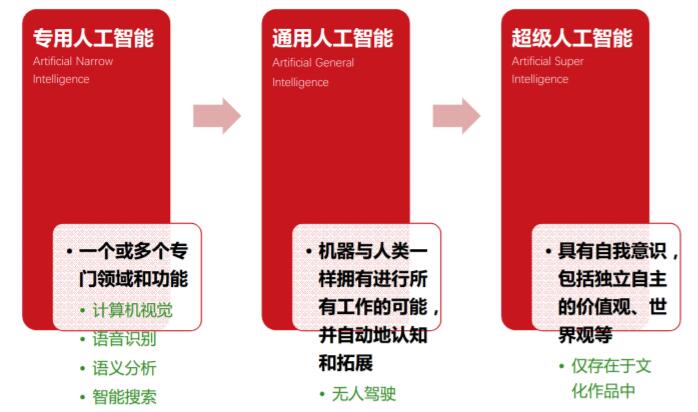 专用人工智能
Artificial Narrow
Intelligence
• 一个或多个专
门领域和功能
• 计算机视觉
• 语音识别
• 语义分析
• 智能搜索
通用人工智能
Artificial General
Intelligence
• 机器与人类一
样拥有进行所
有工作的可能，
并自动地认知
和拓展
• 无人驾驶
超级人工智能
Artificial Super
Intelligence
• 具有自我意识，
包括独立自主
的价值观、世
界观等
• 仅存在于文
化作品中